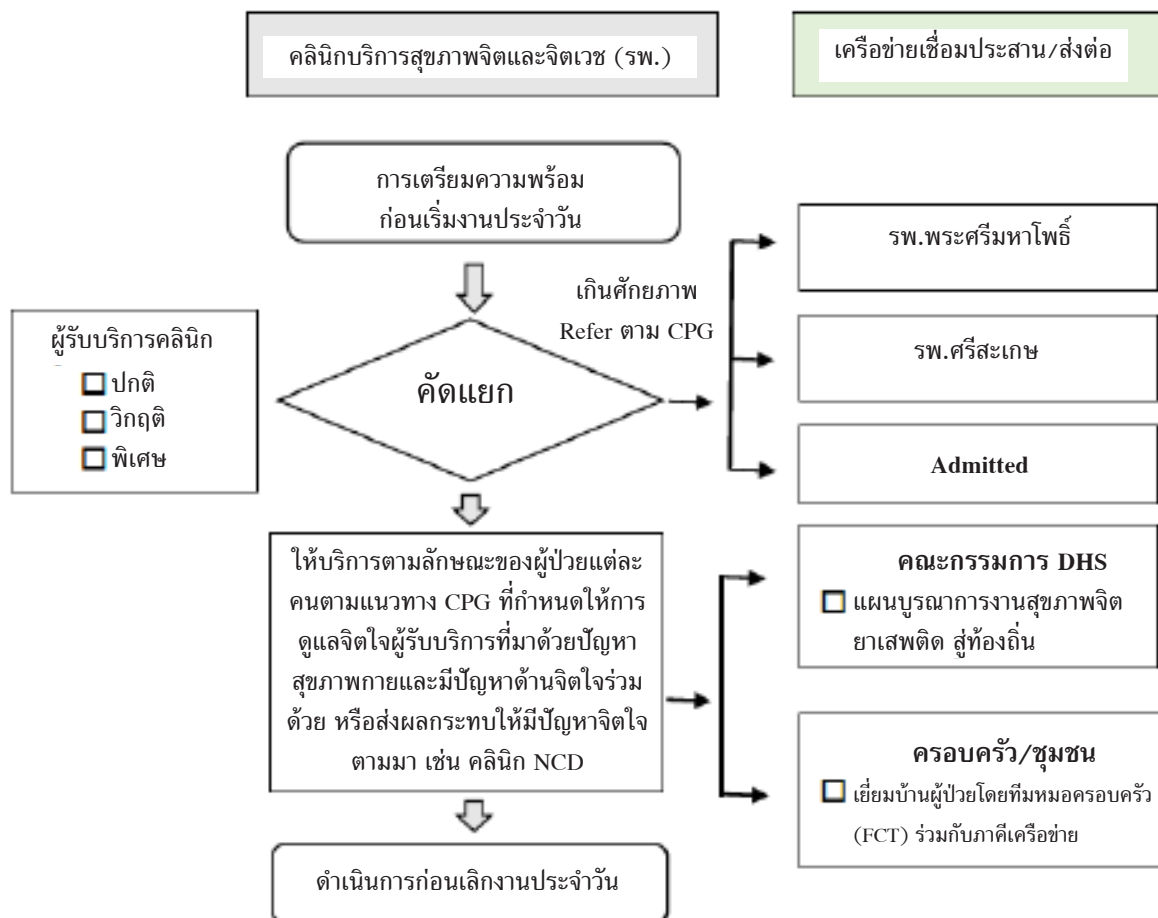 คลินิกบริการสุขภาพจิตและจิตเวช (รพ.)
เครือข่ายเชื่อมประสาน/ส่งต่อ
การเตรียมความพร้อม
ก่อนเริ่มงานประจำวัน
เกินศักยภาพ
Refer ตาม CPG
รพ.พระศรีมหาโพธิ์
รพ.ศรีสะเกษ
Admitted
ผู้รับบริการคลินิก
ปกติ
วิกฤติ
พิเศษ
คัดแยก
ให้บริการตามลักษณะของผู้ป่วยแต่ละ
คนตามแนวทาง CPG ที่กำหนดให้การ
ดูแลจิตใจผู้รับบริการที่มาด้วยปัญหา
สุขภาพกายและมีปัญหาด้านจิตใจร่วม
ด้วย หรือส่งผลกระทบให้มีปัญหาจิตใจ
ตามมา เช่น คลินิก NCD
คณะกรรมการ DHS
แผนบูรณาการงานสุขภาพจิต
ยาเสพติด สู่ท้องถิ่น
ครอบครัว/ชุมชน
เยี่ยมบ้านผู้ป่วยโดยทีมหมอครอบครัว
(FCT) ร่วมกับภาคีเครือข่าย
ดำเนินการก่อนเลิกงานประจำวัน